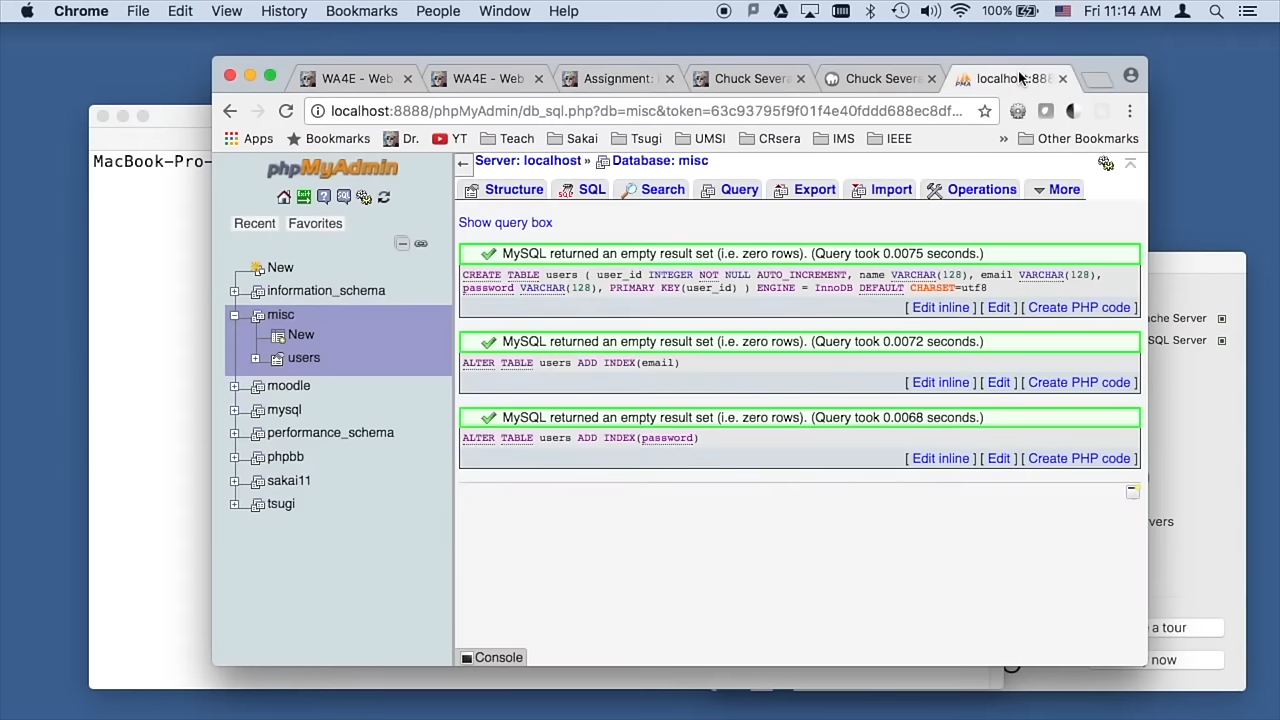 Chrome File Edit View History Bookmarks People Window Help 100% Fri 11:14 AM
WA4E - Web WA4E - Web Assignment: Chuck Sever Chuck Sever localhost:888
localhost:8888/phpMyAdmin/db_sql.php?db=misc&token=63c93795f9f01f4e40fddd688ec8df...
Apps Bookmarks Dr. YT Teach Sakai Tsugi UMSI CRsera IMS IEEE » Other Bookmarks
MacBook-Pro-
phpMyAdmin
Recent Favorites
New
information_schema
misc
New
users
moodle
mysql
performance_schema
phpbb
sakai11
tsugi
Server: localhost » Database: misc
Structure SQL Search Query Export Import Operations More
Show query box
MySQL returned an empty result set (i.e. zero rows). (Query took 0.0075 seconds.)
CREATE TABLE users ( user_id INTEGER NOT NULL AUTO_INCREMENT, name VARCHAR(128), email VARCHAR(128),
password VARCHAR(128), PRIMARY KEY(user_id) ) ENGINE = InnoDB DEFAULT CHARSET=utf8
[ Edit inline ] [ Edit ] [ Create PHP code ]
MySQL returned an empty result set (i.e. zero rows). (Query took 0.0072 seconds.)
ALTER TABLE users ADD INDEX(email)
[ Edit inline ] [ Edit ] [ Create PHP code ]
MySQL returned an empty result set (i.e. zero rows). (Query took 0.0068 seconds.)
ALTER TABLE users ADD INDEX(password)
[ Edit inline ] [ Edit ] [ Create PHP code ]
Console
che Server
SQL Server
vers
a tour
now